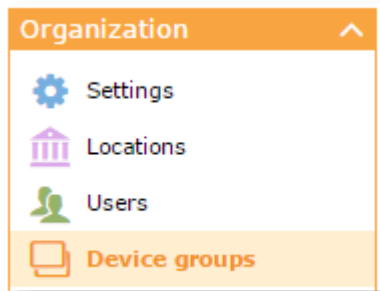 Organization
Settings
Locations
Users
Device groups